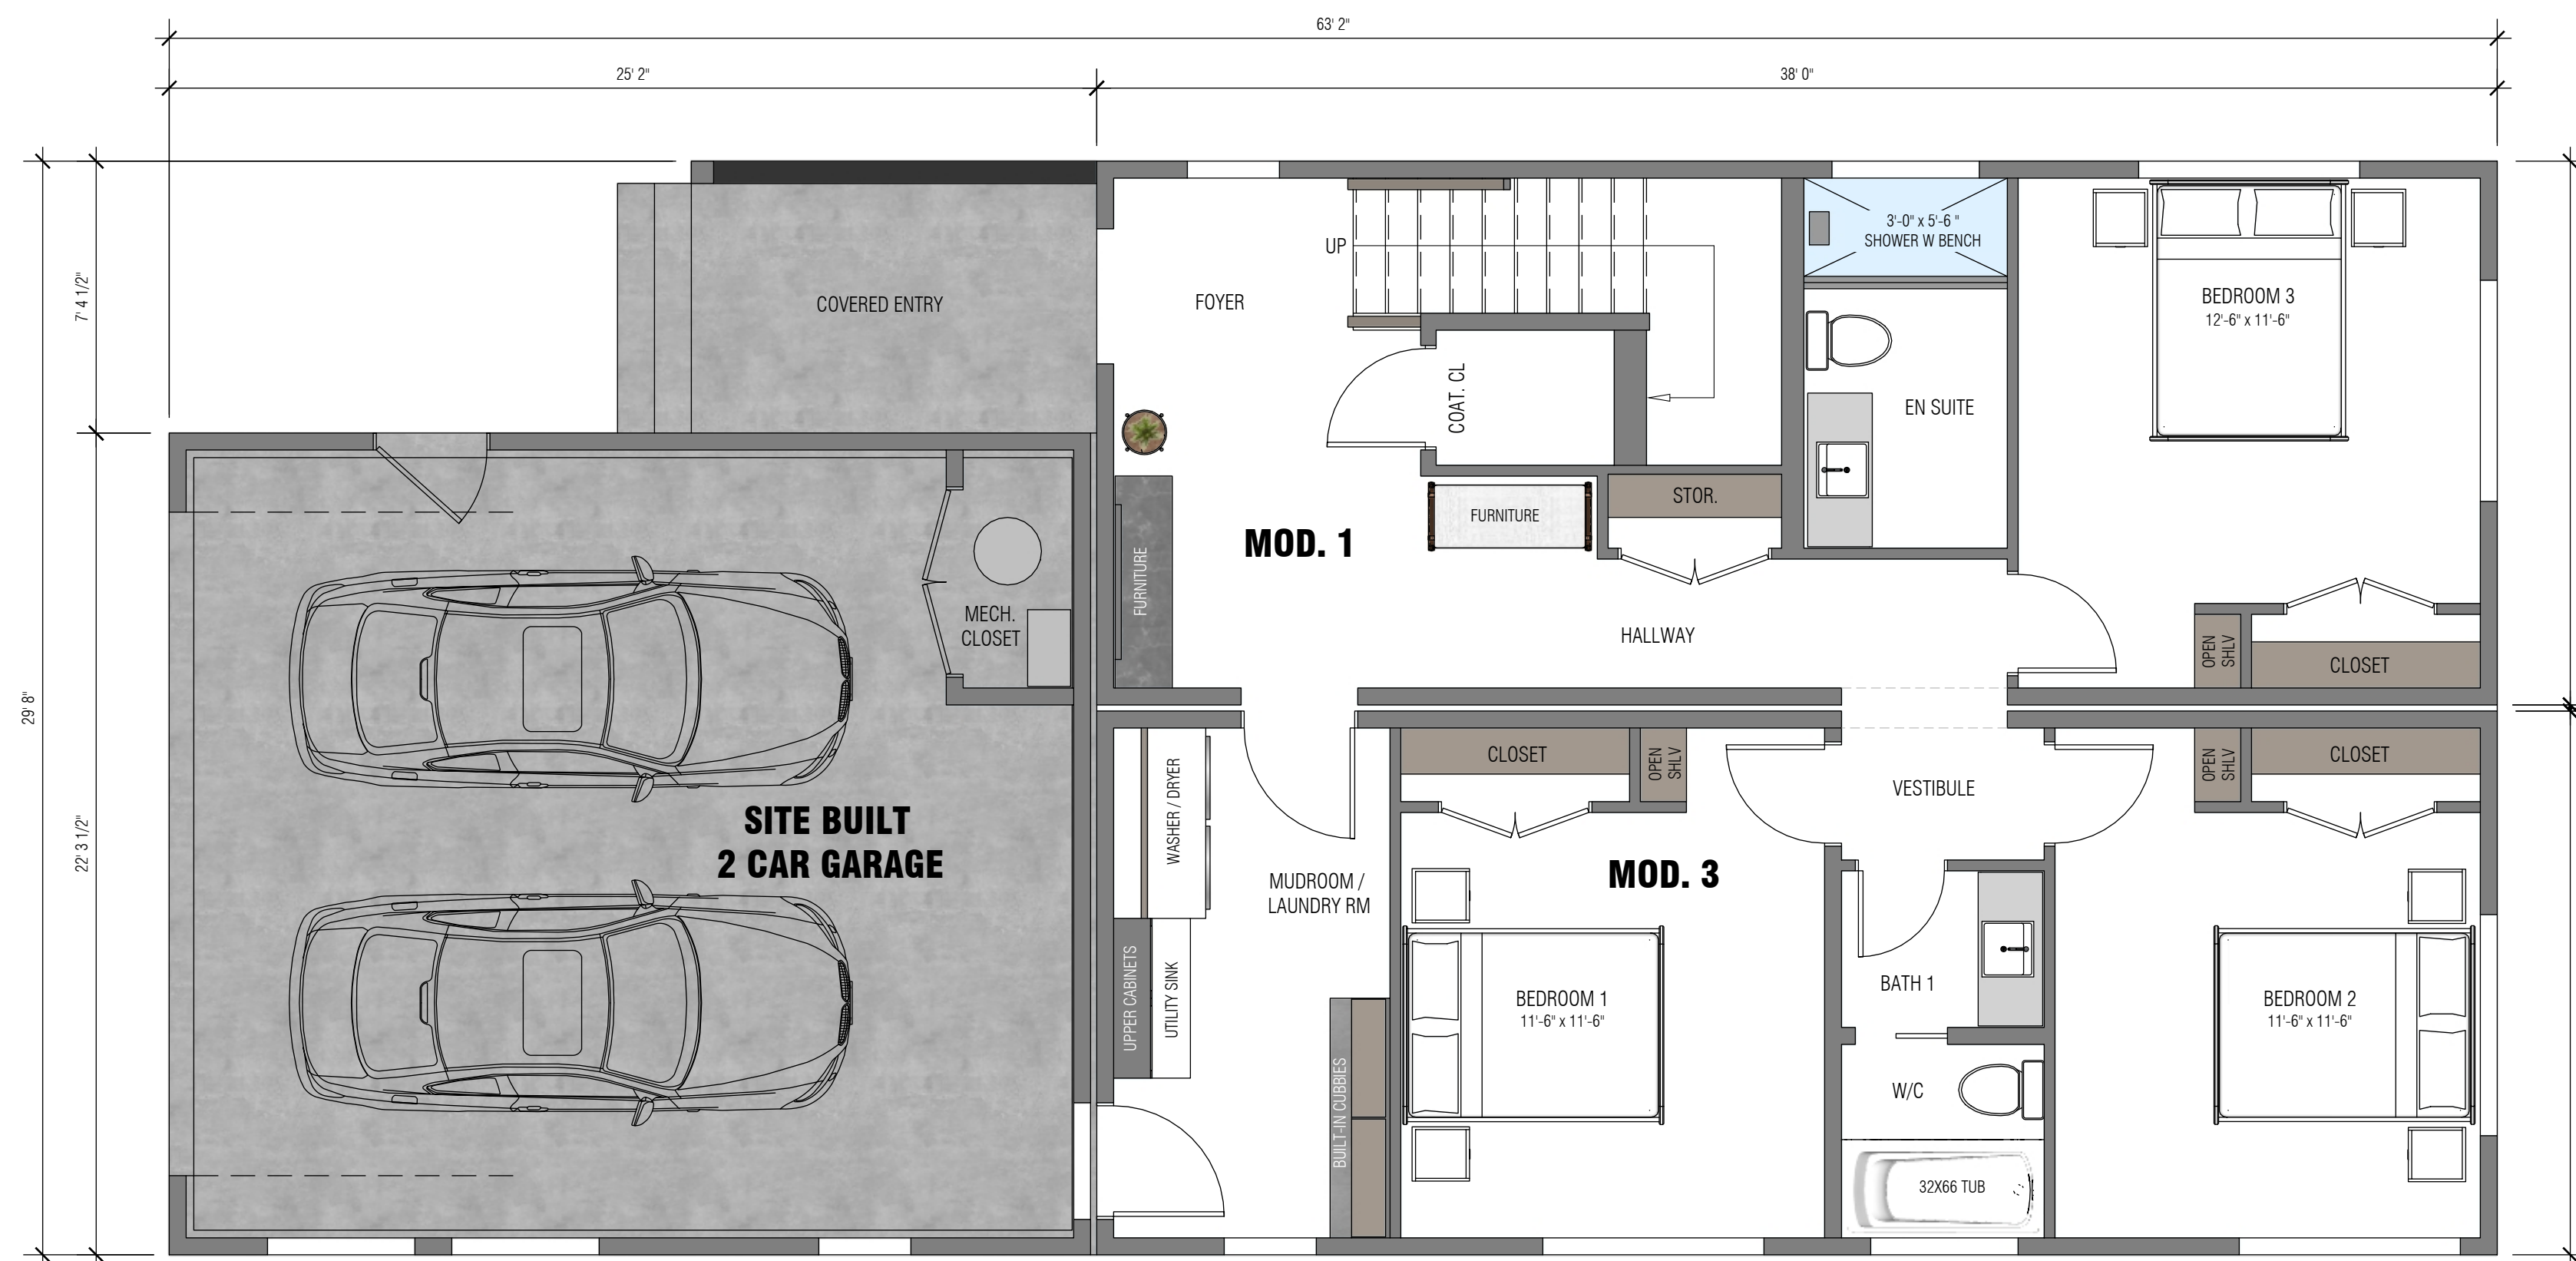 63' 2"
25' 2"
38' 0"
7' 4 1/2"
29' 8"
22' 3 1/2"
COVERED ENTRY
FOYER
UP
COAT. CL
3'-0" x 5'-6 "
SHOWER W BENCH
EN SUITE
BEDROOM 3
12'-6" x 11'-6"
STOR.
FURNITURE
MOD. 1
FURNITURE
MECH.
CLOSET
HALLWAY
OPEN
SHLV
CLOSET
SITE BUILT
2 CAR GARAGE
WASHER / DRYER
UPPER CABINETS
UTILITY SINK
MUDROOM /
LAUNDRY RM
BUILT-IN CUBBIES
CLOSET
OPEN
SHLV
MOD. 3
VESTIBULE
OPEN
SHLV
CLOSET
BEDROOM 1
11'-6" x 11'-6"
BATH 1
W/C
32X66 TUB
BEDROOM 2
11'-6" x 11'-6"